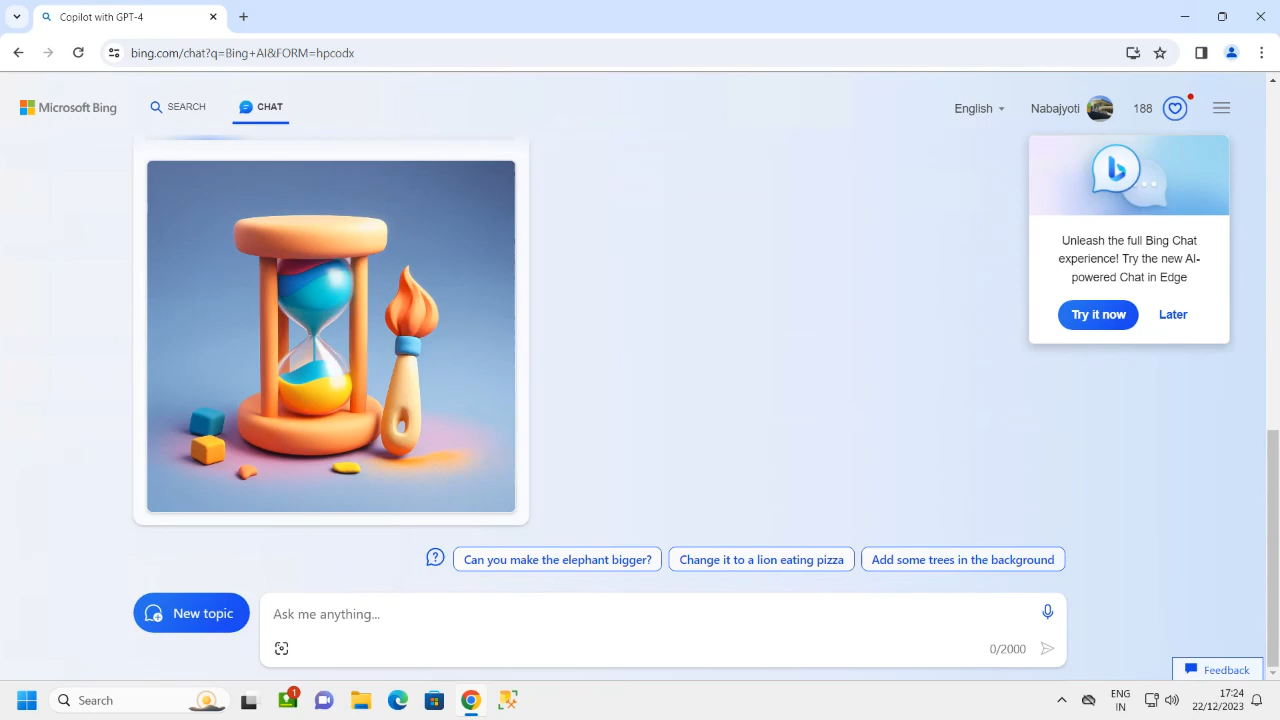 Copilot with GPT-4
bing.com/chat?q=Bing+AI&FORM=hpcodx
Microsoft Bing
SEARCH
CHAT
English
Nabajyoti
188
Unleash the full Bing Chat
experience! Try the new AI-
powered Chat in Edge
Try it now
Later
Can you make the elephant bigger?
Change it to a lion eating pizza
Add some trees in the background
New topic
Ask me anything...
0/2000
Feedback
Search
1
ENG
IN
17:24
22/12/2023